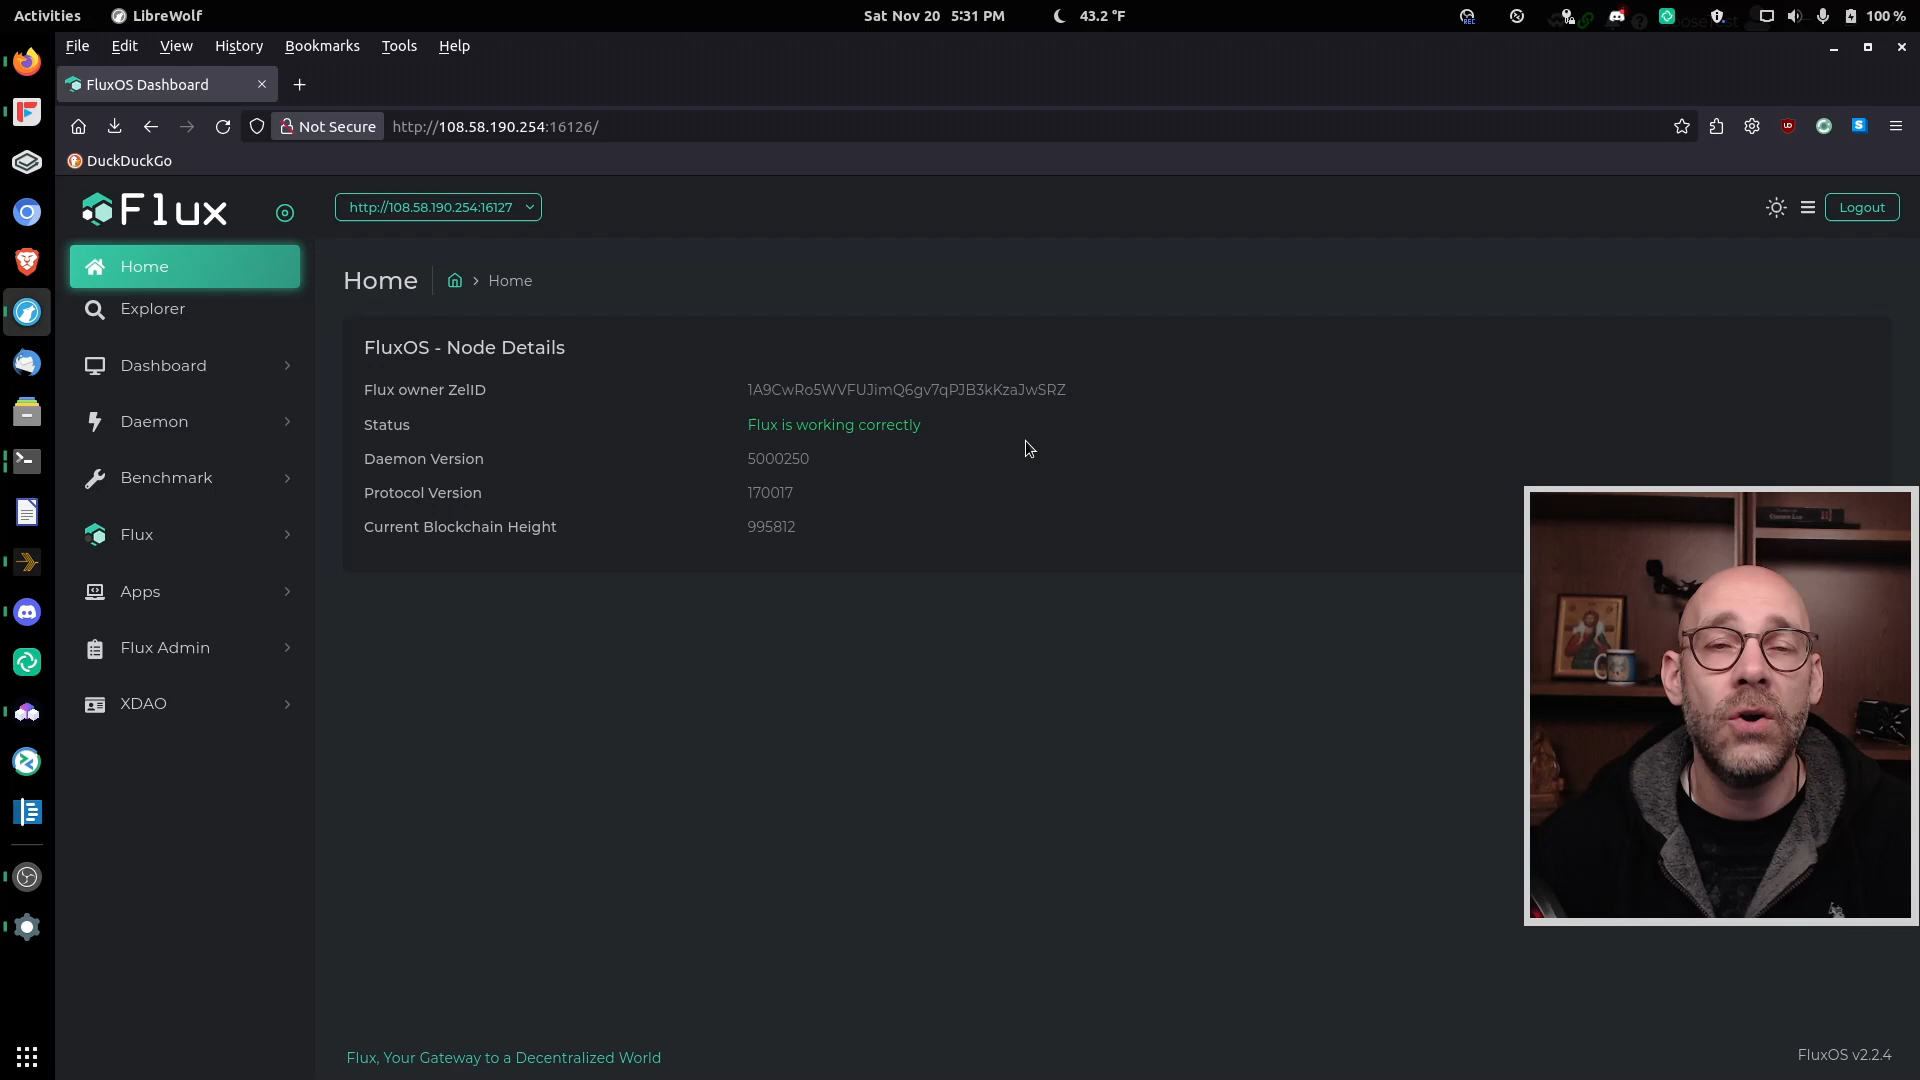 Activities LibreWolf Sat Nov 20 5:31 PM 43.2 °F 100 %
File Edit View History Bookmarks Tools Help
FluxOS Dashboard
Not Secure http://108.58.190.254:16126/
DuckDuckGo
Flux http://108.58.190.254:16127 Logout
Home
Explorer
Dashboard
Daemon
Benchmark
Flux
Apps
Flux Admin
XDAO
Home Home
FluxOS - Node Details
Flux owner ZelID 1A9CwRo5WVFUJimQ6gv7qPJB3kKzaJwSRZ
Status Flux is working correctly
Daemon Version 5000250
Protocol Version 170017
Current Blockchain Height 995812
Flux, Your Gateway to a Decentralized World
FluxOS v2.2.4